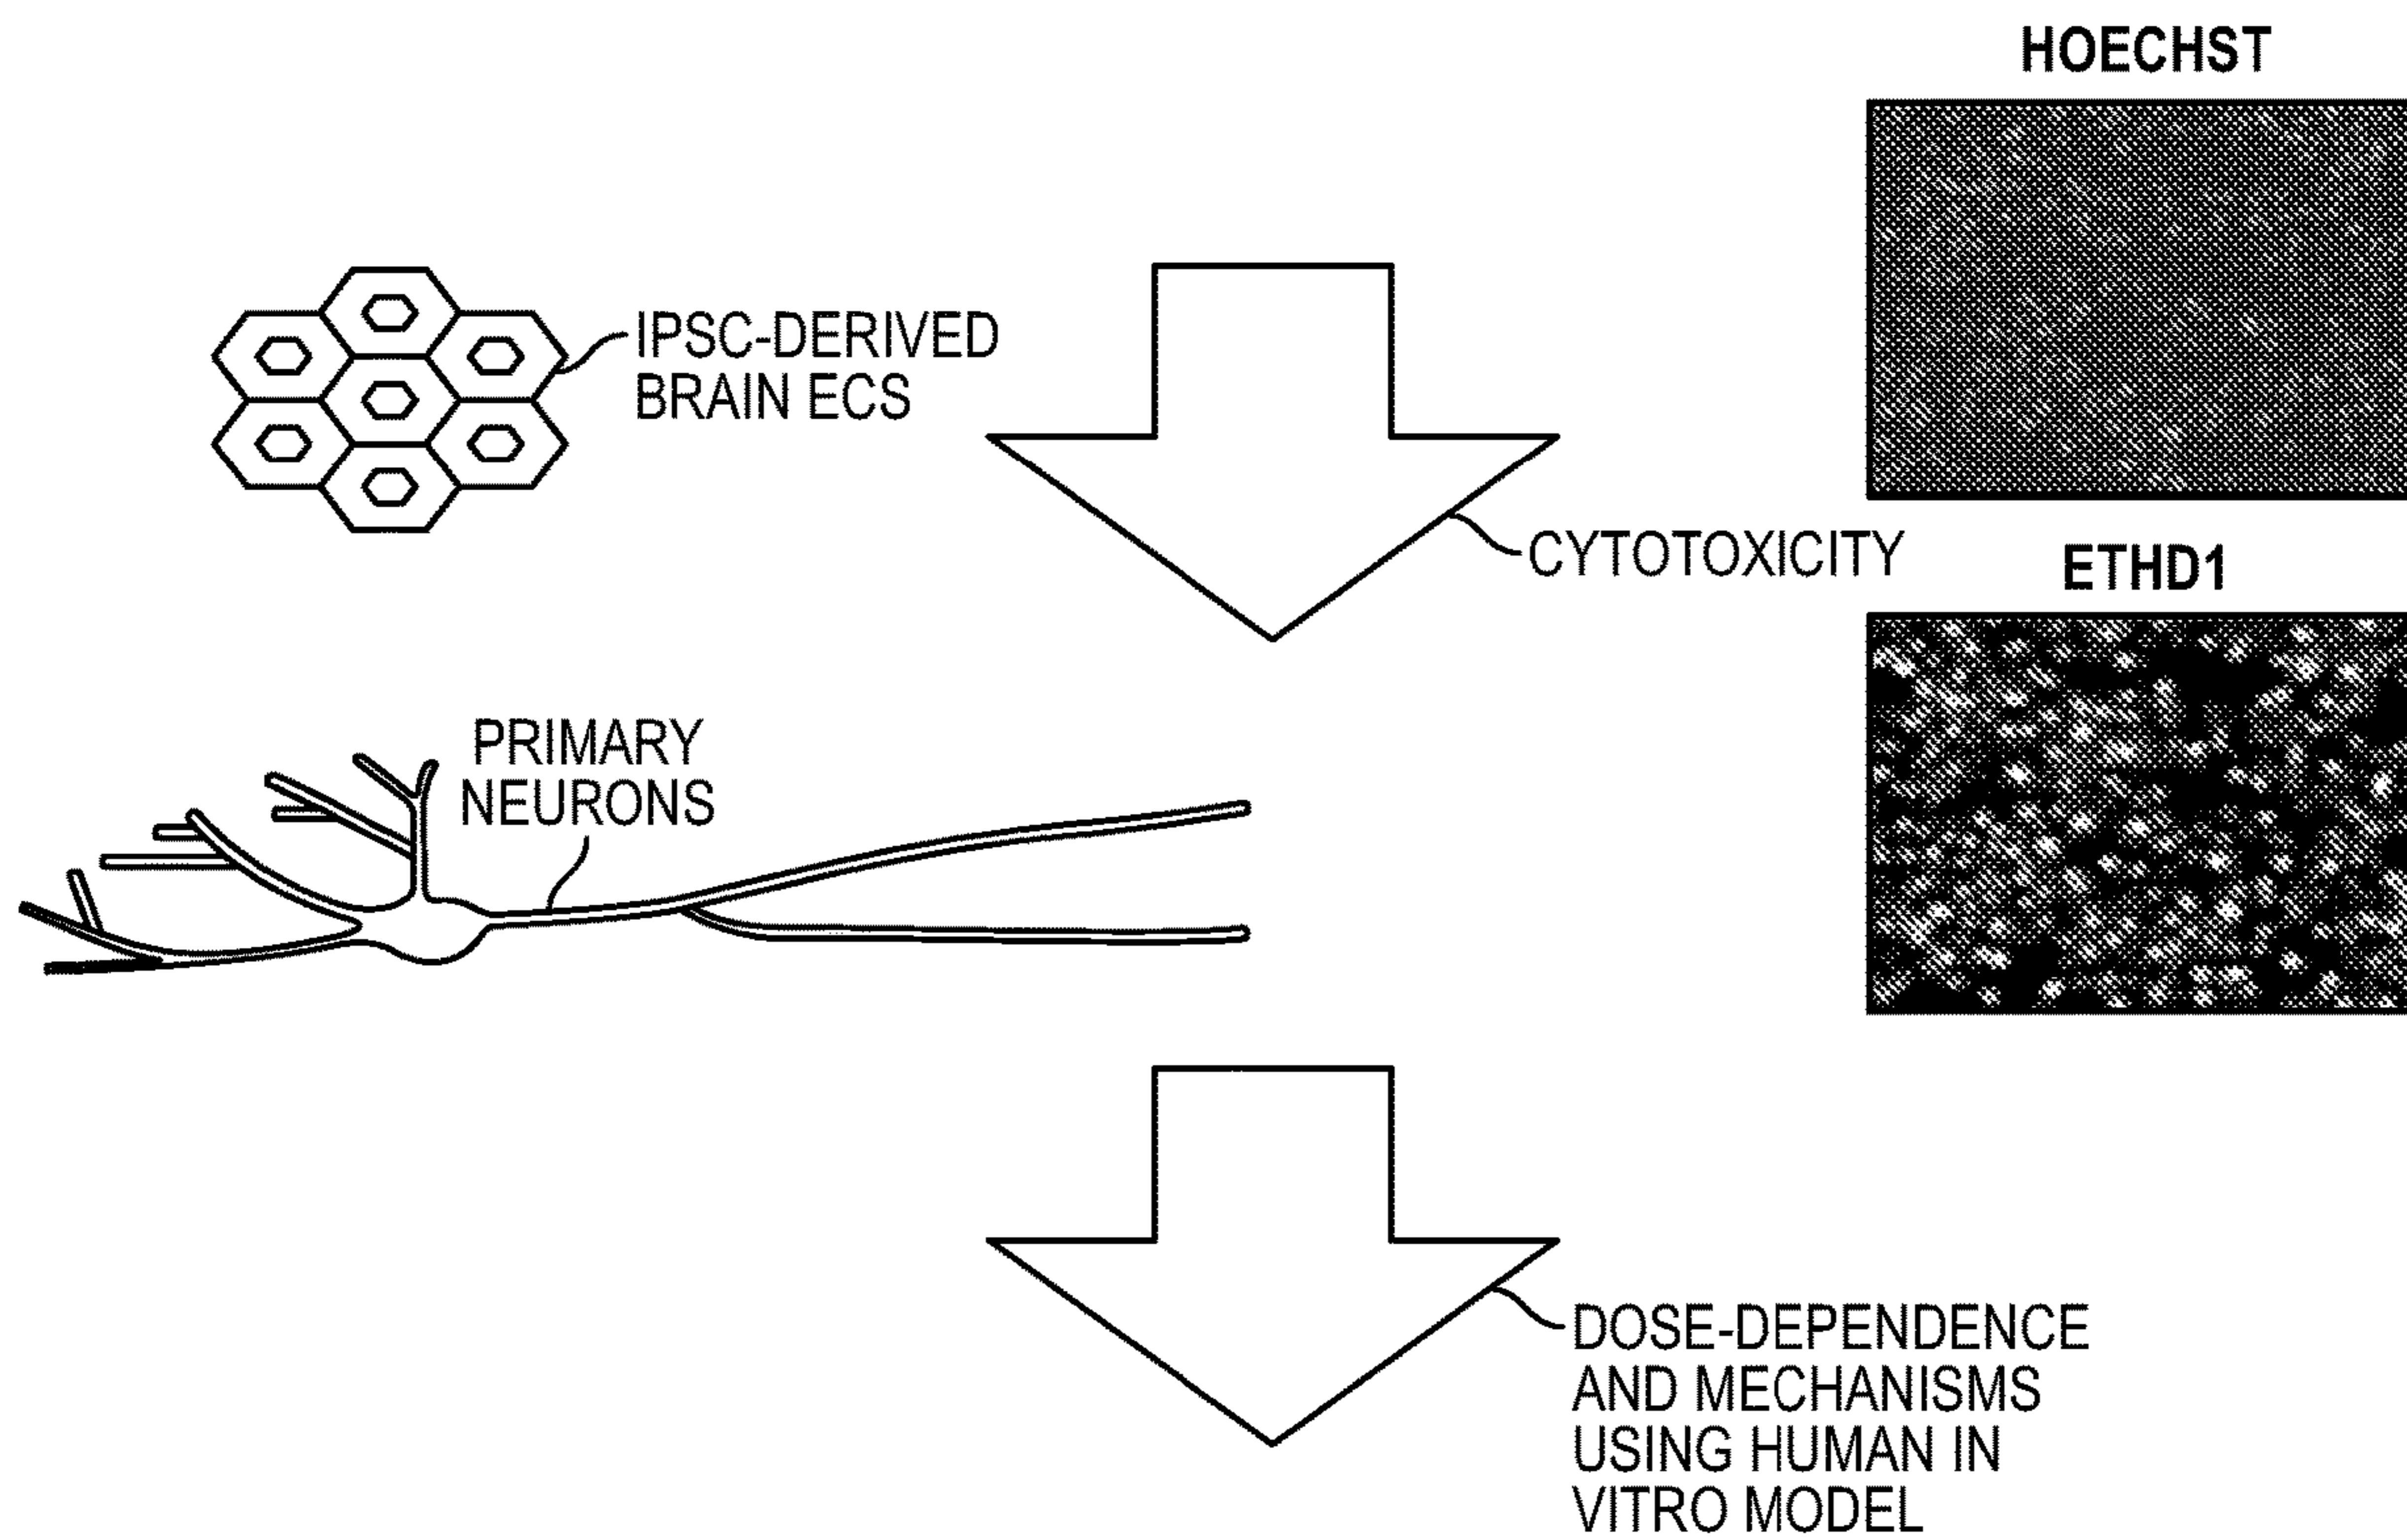 HOECHST
IPSC-DERIVED
BRAIN ECS
CYTOTOXICITY
ETHD1
PRIMARY
NEURONS
DOSE-DEPENDENCE
AND MECHANISMS
USING HUMAN IN
VITRO MODEL